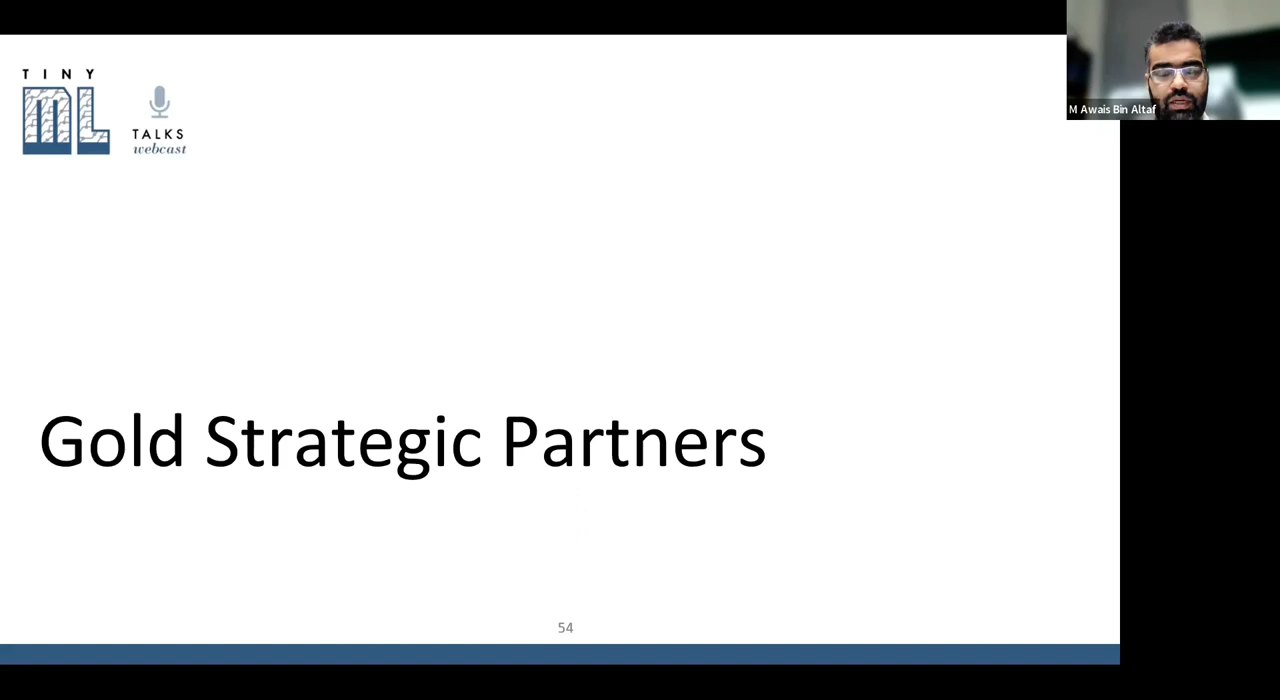 TINY
ML
TALKS
webcast
M Awais Bin Altaf
Gold Strategic Partners
54